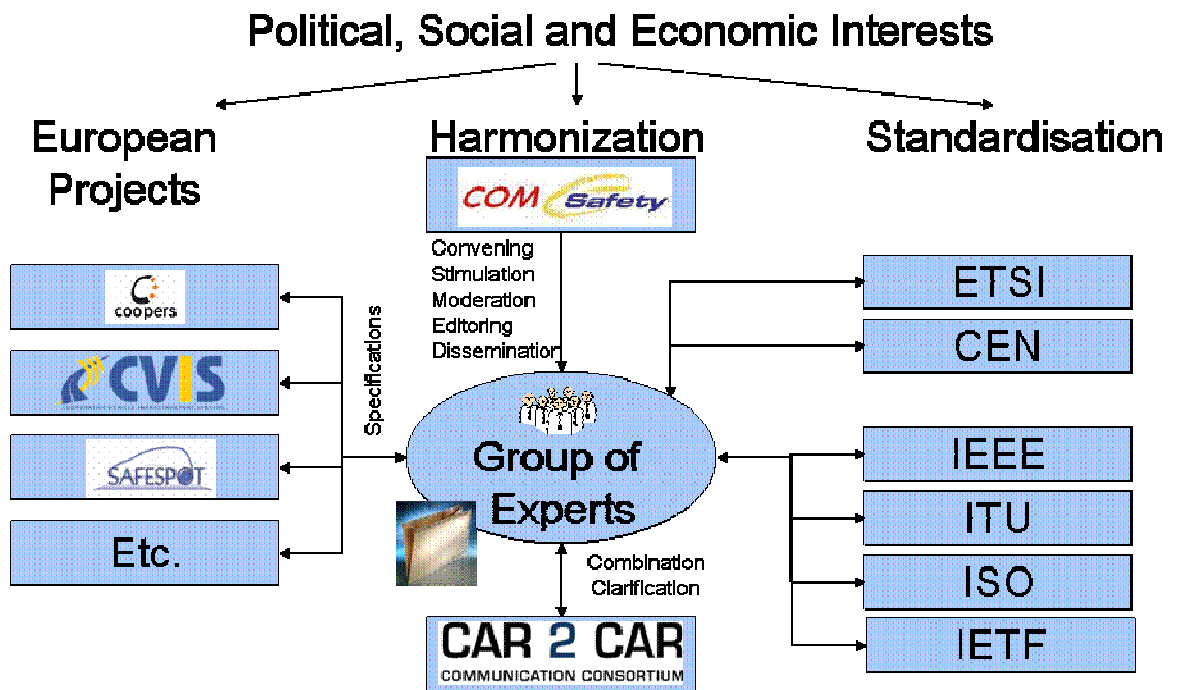 Political, Social and Economic Interests
European
Projects
Harmonization
Standardisation
COM eSafety
Convening
Stimulation
Moderation
Editoring
Dissemination
coopers
CVIS
SAFESPOT
Etc.
Specifications
Group of
Experts
Combination
Clarification
CAR 2 CAR
COMMUNICATION CONSORTIUM
ETSI
CEN
IEEE
ITU
ISO
IETF